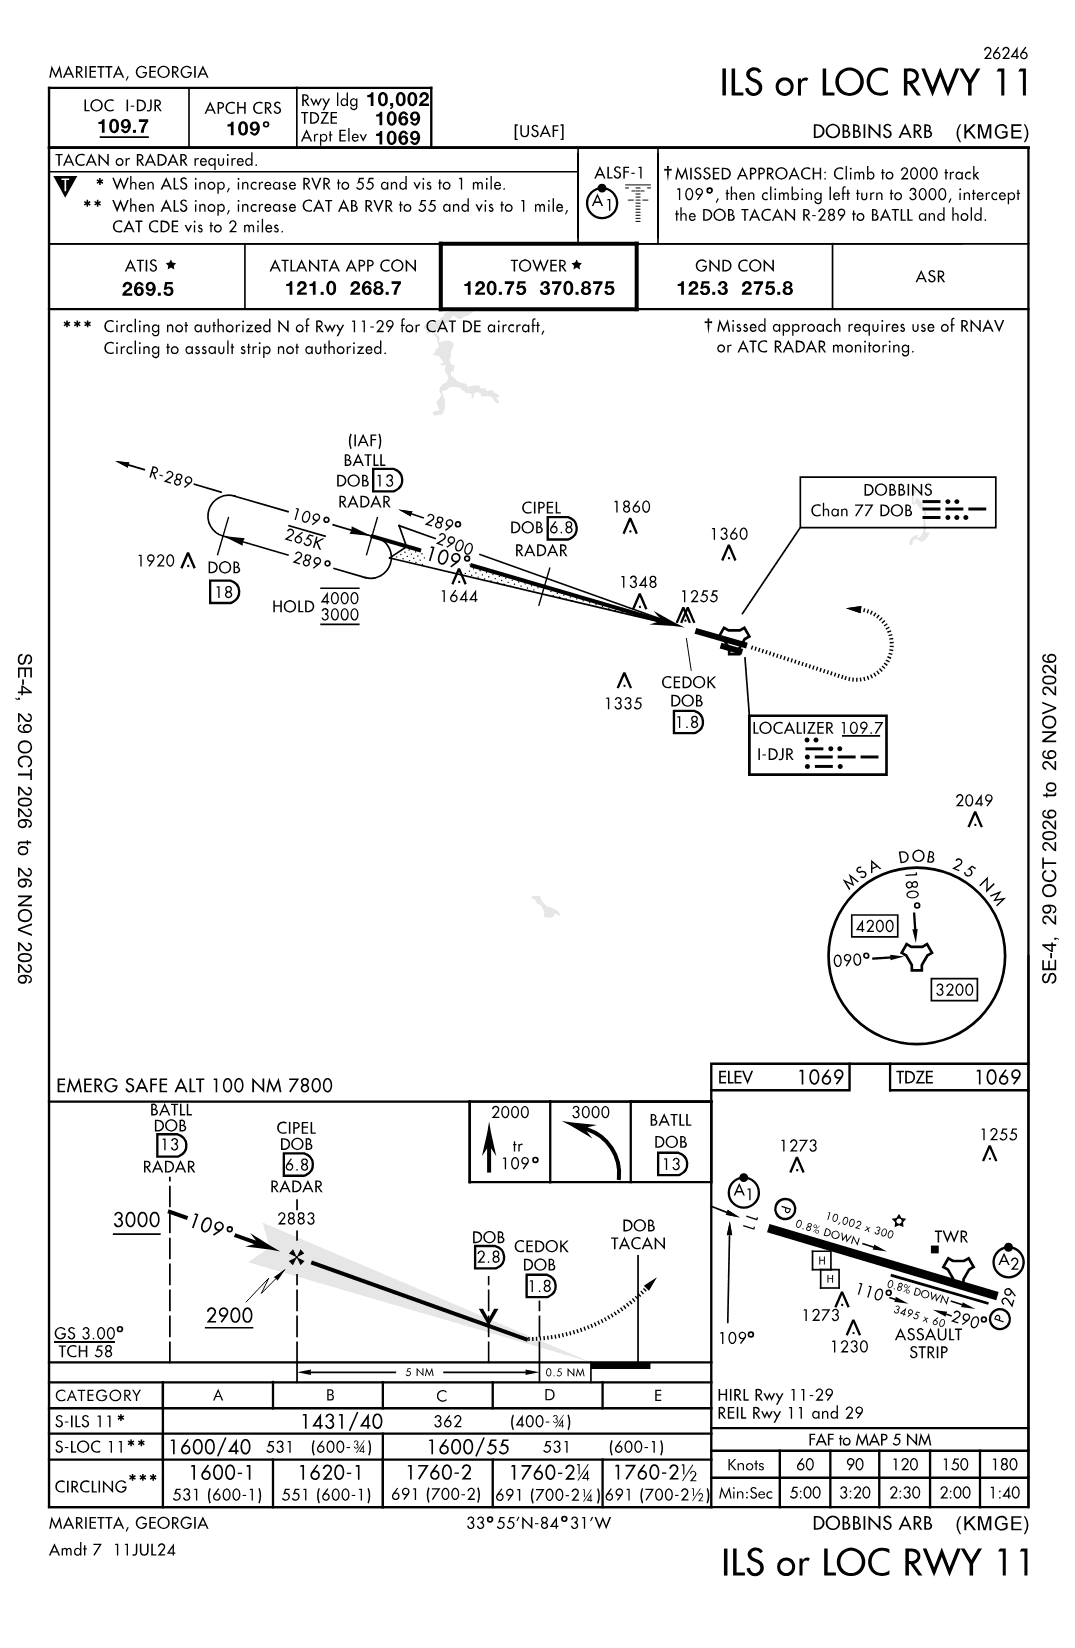 26246
MARIETTA, GEORGIA
ILS or LOC RWY 11
LOC I-DJR
109.7
APCH CRS
109°
Rwy ldg 10,002
TDZE 1069
Arpt Elev 1069
[USAF]
DOBBINS ARB (KMGE)
TACAN or RADAR required.
T
* When ALS inop, increase RVR to 55 and vis to 1 mile.
** When ALS inop, increase CAT AB RVR to 55 and vis to 1 mile,
CAT CDE vis to 2 miles.
ALSF-1
A1
† MISSED APPROACH: Climb to 2000 track
109°, then climbing left turn to 3000, intercept
the DOB TACAN R-289 to BATLL and hold.
ATIS ★
269.5
ATLANTA APP CON
121.0 268.7
TOWER ★
120.75 370.875
GND CON
125.3 275.8
ASR
*** Circling not authorized N of Rwy 11-29 for CAT DE aircraft,
Circling to assault strip not authorized.
† Missed approach requires use of RNAV
or ATC RADAR monitoring.
(IAF)
BATLL
DOB 13
RADAR
R-289
109°
265K
289°
1920
DOB
18
HOLD 4000
3000
289°
2900
109°
1644
CIPEL
DOB 6.8
RADAR
1860
1360
1348
1255
1335
CEDOK
DOB
1.8
DOBBINS
Chan 77 DOB
LOCALIZER 109.7
I-DJR
2049
MSA DOB 25 NM
180°
4200
090°
3200
SE-4, 29 OCT 2026 to 26 NOV 2026
SE-4, 29 OCT 2026 to 26 NOV 2026
EMERG SAFE ALT 100 NM 7800
ELEV 1069
TDZE 1069
BATLL
DOB
13
RADAR
3000
109°
CIPEL
DOB
6.8
RADAR
2883
2900
2000
tr
109°
3000
BATLL
DOB
13
DOB
2.8
CEDOK
DOB
1.8
DOB
TACAN
GS 3.00°
TCH 58
5 NM
0.5 NM
1273
1255
A1
P
11
10,002 x 300
0.8% DOWN
TWR
A2
H
H
110°
0.8% DOWN
3495 x 60
290°
29
P
109°
1273
1230
ASSAULT
STRIP
HIRL Rwy 11-29
REIL Rwy 11 and 29
CATEGORY A B C D E
S-ILS 11* 1431/40 362 (400-¾)
S-LOC 11** 1600/40 531 (600-¾) 1600/55 531 (600-1)
CIRCLING*** 1600-1 1620-1 1760-2 1760-2¼ 1760-2½
531 (600-1) 551 (600-1) 691 (700-2) 691 (700-2¼) 691 (700-2½)
FAF to MAP 5 NM
Knots 60 90 120 150 180
Min:Sec 5:00 3:20 2:30 2:00 1:40
MARIETTA, GEORGIA
33°55'N-84°31'W
DOBBINS ARB (KMGE)
Amdt 7 11JUL24
ILS or LOC RWY 11